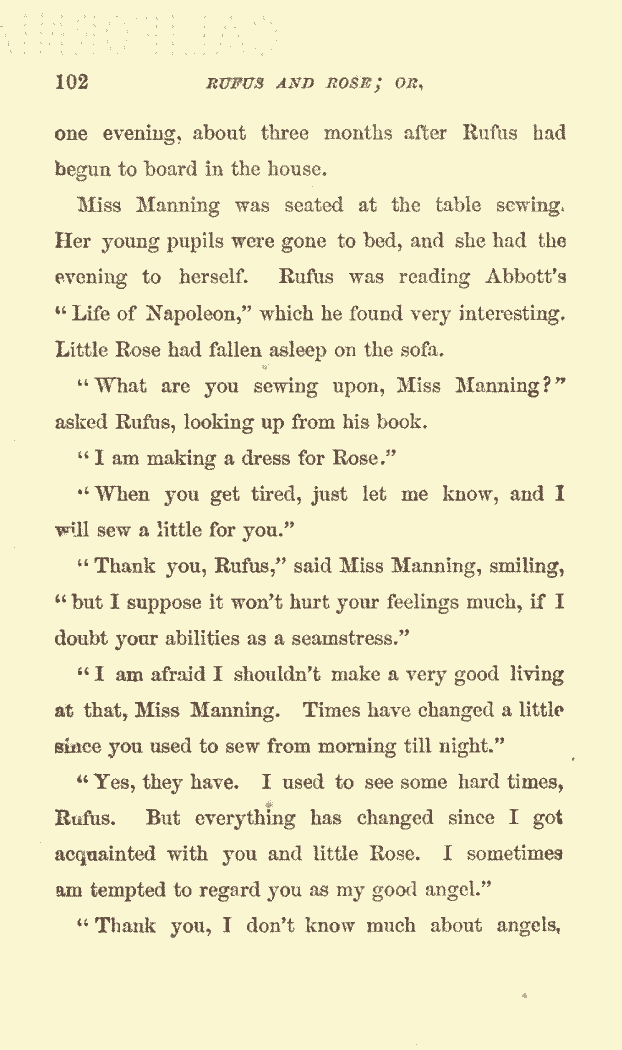 102 RUFUS AND ROSE; OR,
one evening, about three months after Rufus had
begun to board in the house.
Miss Manning was seated at the table sewing.
Her young pupils were gone to bed, and she had the
evening to herself. Rufus was reading Abbott's
"Life of Napoleon," which he found very interesting.
Little Rose had fallen asleep on the sofa.
"What are you sewing upon, Miss Manning?"
asked Rufus, looking up from his book.
"I am making a dress for Rose."
"When you get tired, just let me know, and I
will sew a little for you."
"Thank you, Rufus," said Miss Manning, smiling,
"but I suppose it won't hurt your feelings much, if I
doubt your abilities as a seamstress."
"I am afraid I shouldn't make a very good living
at that, Miss Manning. Times have changed a little
since you used to sew from morning till night."
"Yes, they have. I used to see some hard times,
Rufus. But everything has changed since I got
acquainted with you and little Rose. I sometimes
am tempted to regard you as my good angel."
"Thank you, I don't know much about angels,